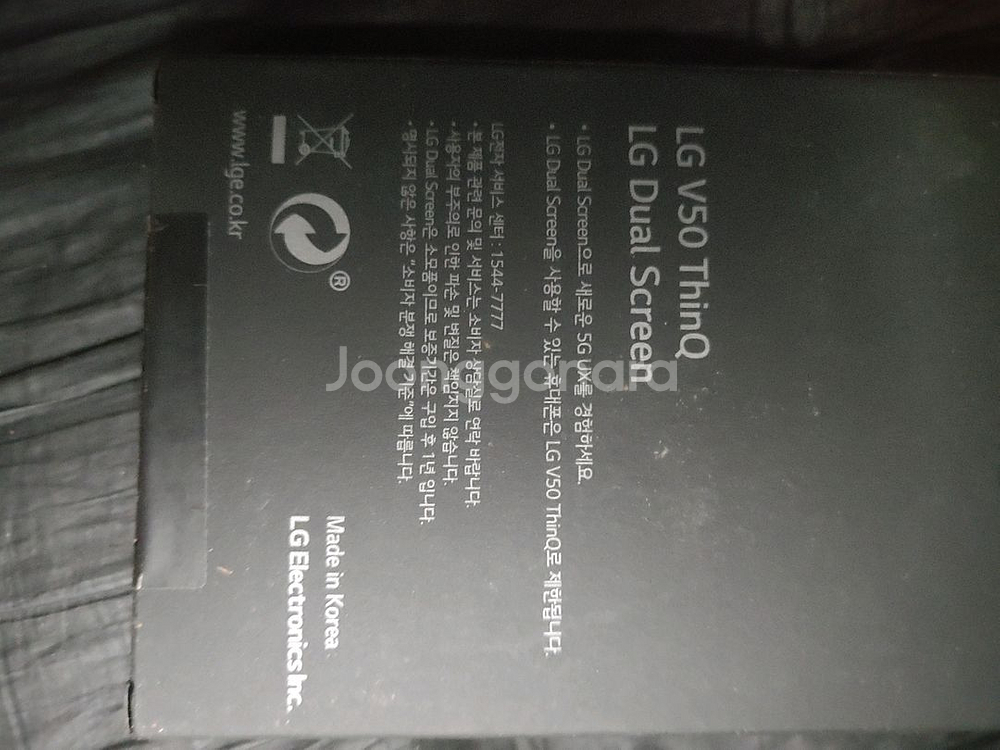 LG V50 ThinQ
LG Dual Screen
• LG Dual Screen으로 새로운 5G UX를 경험하세요.
• LG Dual Screen을 사용할 수 있는 휴대폰은 LG V50 ThinQ로 제한됩니다.
LG전자 서비스 센터 : 1544-7777
• 본 제품 관련 문의 및 서비스는 소비자 상담실로 연락 바랍니다.
• 사용자의 부주의로 인한 파손 및 변질은 책임지지 않습니다.
• LG Dual Screen은 소모품이므로 보증기간은 구입 후 1년 입니다.
• 명시되지 않은 사항은 "소비자 분쟁 해결 기준"에 따릅니다.
Made in Korea
LG Electronics Inc.
®
www.lge.co.kr
Joonggonara